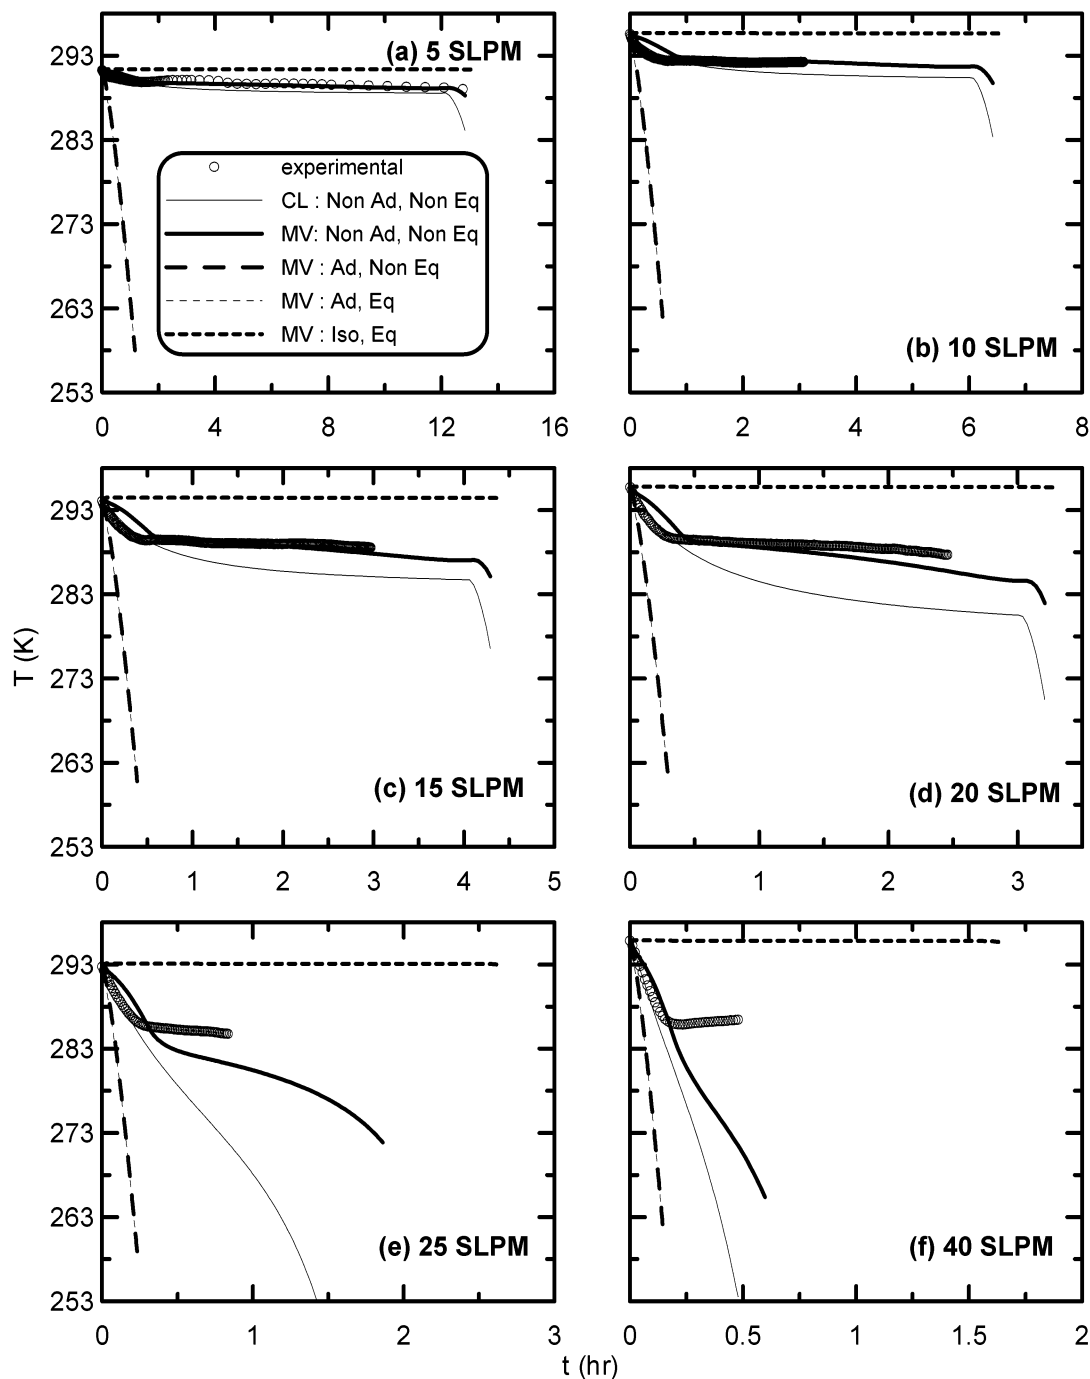 293
283
273
263
253
(a) 5 SLPM
experimental
CL : Non Ad, Non Eq
MV: Non Ad, Non Eq
MV : Ad, Non Eq
MV : Ad, Eq
MV : Iso, Eq
0 4 8 12 16
(b) 10 SLPM
0 2 4 6 8
T (K)
293
283
273
263
253
(c) 15 SLPM
0 1 2 3 4 5
(d) 20 SLPM
0 1 2 3
293
283
273
263
253
(e) 25 SLPM
0 1 2 3
(f) 40 SLPM
0 0.5 1 1.5 2
t (hr)